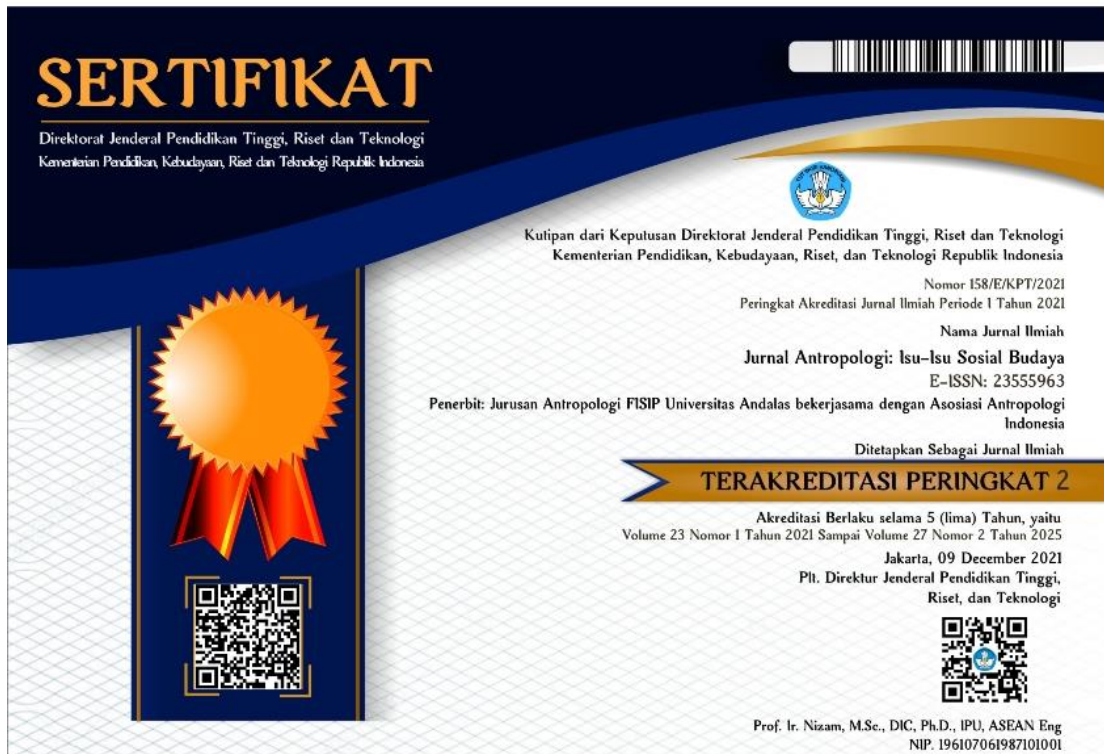 SERTIFIKAT
Direktorat Jenderal Pendidikan Tinggi, Riset dan Teknologi
Kementerian Pendidikan, Kebudayaan, Riset dan Teknologi Republik Indonesia
Kutipan dari Keputusan Direktorat Jenderal Pendidikan Tinggi, Riset dan Teknologi
Kementerian Pendidikan, Kebudayaan, Riset, dan Teknologi Republik Indonesia
Nomor 158/E/KPT/2021
Peringkat Akreditasi Jurnal Ilmiah Periode 1 Tahun 2021
Nama Jurnal Ilmiah
Jurnal Antropologi: Isu-Isu Sosial Budaya
E-ISSN: 23555963
Penerbit: Jurusan Antropologi FISIP Universitas Andalas bekerjasama dengan Asosiasi Antropologi
Indonesia
Ditetapkan Sebagai Jurnal Ilmiah
TERAKREDITASI PERINGKAT 2
Akreditasi Berlaku selama 5 (lima) Tahun, yaitu
Volume 23 Nomor 1 Tahun 2021 Sampai Volume 27 Nomor 2 Tahun 2025
Jakarta, 09 December 2021
Plt. Direktur Jenderal Pendidikan Tinggi,
Riset, dan Teknologi
Prof. Ir. Nizam, M.Sc., DIC, Ph.D., IPU, ASEAN Eng
NIP. 196107061987101001